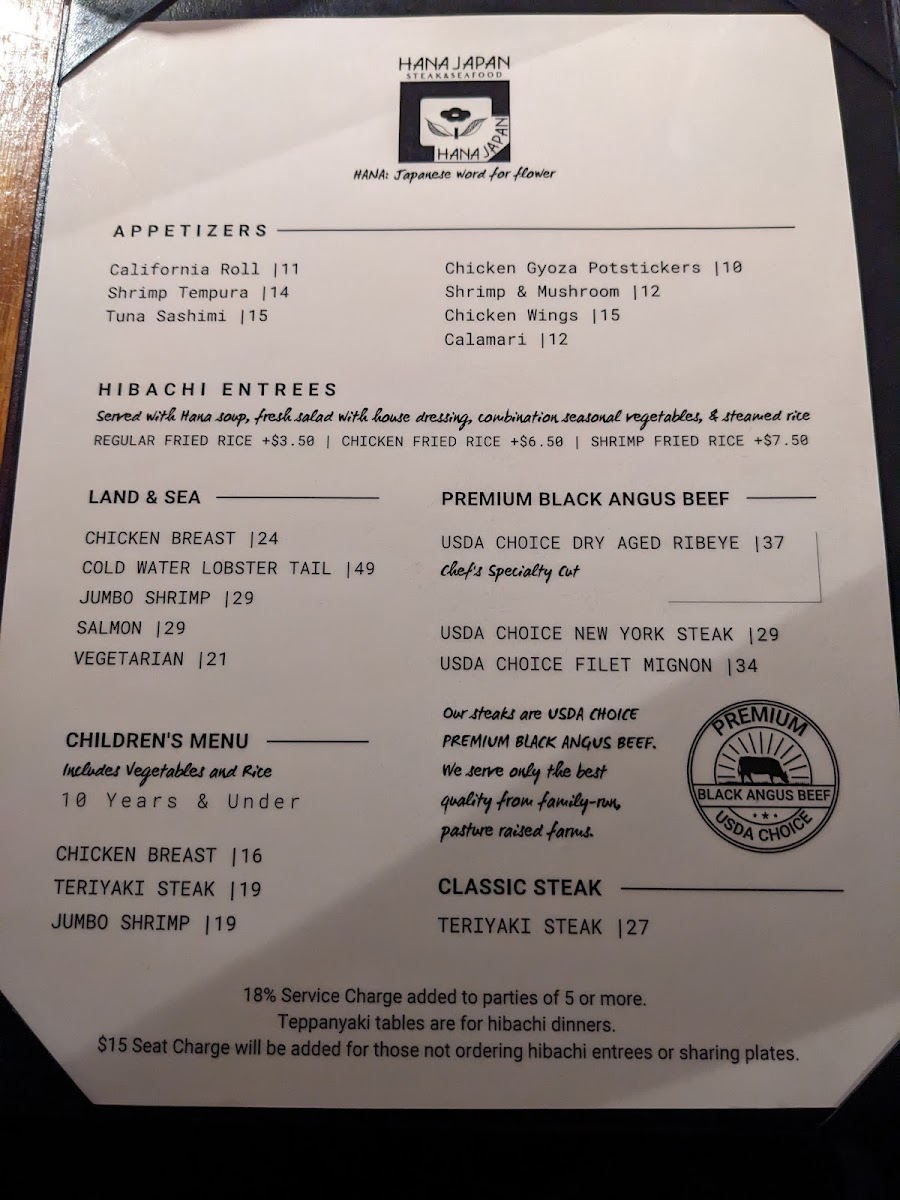 HANA JAPAN
STEAK&SEAFOOD
HANA JAPAN
HANA: Japanese word for flower
APPETIZERS
California Roll |11
Shrimp Tempura |14
Tuna Sashimi |15
Chicken Gyoza Potstickers |10
Shrimp & Mushroom |12
Chicken Wings |15
Calamari |12
HIBACHI ENTREES
Served with Hana soup, fresh salad with house dressing, combination seasonal vegetables, & steamed rice
REGULAR FRIED RICE +$3.50 | CHICKEN FRIED RICE +$6.50 | SHRIMP FRIED RICE +$7.50
LAND & SEA
CHICKEN BREAST |24
COLD WATER LOBSTER TAIL |49
JUMBO SHRIMP |29
SALMON |29
VEGETARIAN |21
CHILDREN'S MENU
Includes Vegetables and Rice
10 Years & Under
CHICKEN BREAST |16
TERIYAKI STEAK |19
JUMBO SHRIMP |19
PREMIUM BLACK ANGUS BEEF
USDA CHOICE DRY AGED RIBEYE |37
Chef's Specialty Cut
USDA CHOICE NEW YORK STEAK |29
USDA CHOICE FILET MIGNON |34
Our steaks are USDA CHOICE
PREMIUM BLACK ANGUS BEEF.
We serve only the best
quality from family-run,
pasture raised farms.
PREMIUM
BLACK ANGUS BEEF
USDA CHOICE
CLASSIC STEAK
TERIYAKI STEAK |27
18% Service Charge added to parties of 5 or more.
Teppanyaki tables are for hibachi dinners.
$15 Seat Charge will be added for those not ordering hibachi entrees or sharing plates.